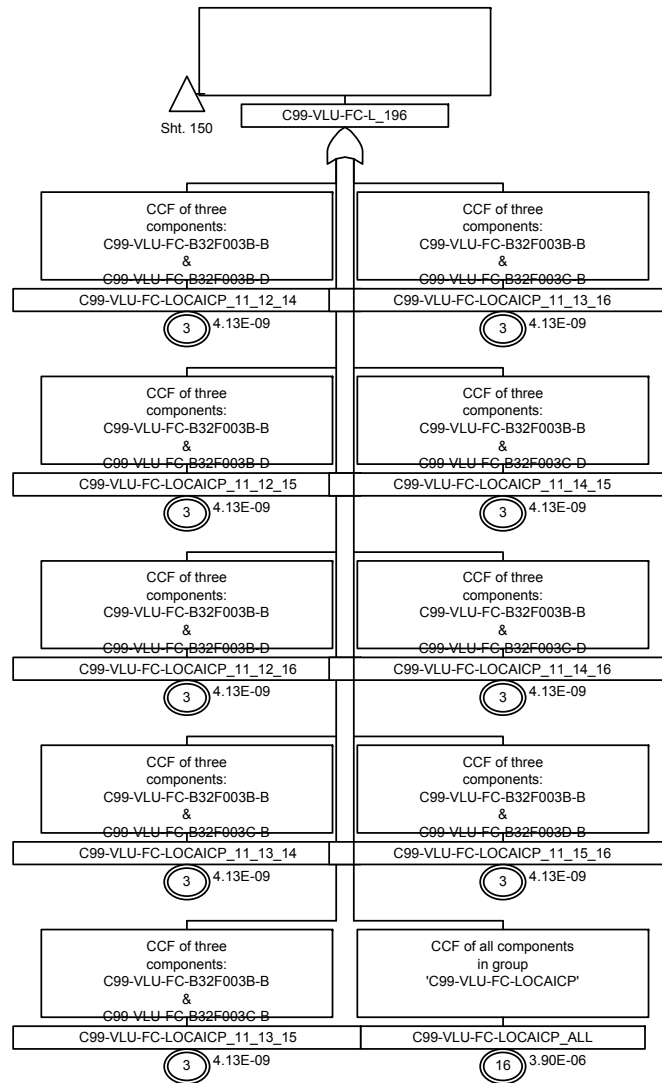 Sht. 150
C99-VLU-FC-L_196
CCF of three
components:
C99-VLU-FC-B32F003B-B
&
C99-VLU-FC-B32F003B-D
C99-VLU-FC-LOCAICP_11_12_14
3
4.13E-09
CCF of three
components:
C99-VLU-FC-B32F003B-B
&
C99-VLU-FC-B32F003C-B
C99-VLU-FC-LOCAICP_11_13_16
3
4.13E-09
CCF of three
components:
C99-VLU-FC-B32F003B-B
&
C99-VLU-FC-B32F003B-D
C99-VLU-FC-LOCAICP_11_12_15
3
4.13E-09
CCF of three
components:
C99-VLU-FC-B32F003B-B
&
C99-VLU-FC-B32F003C-D
C99-VLU-FC-LOCAICP_11_14_15
3
4.13E-09
CCF of three
components:
C99-VLU-FC-B32F003B-B
&
C99-VLU-FC-B32F003B-D
C99-VLU-FC-LOCAICP_11_12_16
3
4.13E-09
CCF of three
components:
C99-VLU-FC-B32F003B-B
&
C99-VLU-FC-B32F003C-D
C99-VLU-FC-LOCAICP_11_14_16
3
4.13E-09
CCF of three
components:
C99-VLU-FC-B32F003B-B
&
C99-VLU-FC-B32F003C-B
C99-VLU-FC-LOCAICP_11_13_14
3
4.13E-09
CCF of three
components:
C99-VLU-FC-B32F003B-B
&
C99-VLU-FC-B32F003D-B
C99-VLU-FC-LOCAICP_11_15_16
3
4.13E-09
CCF of three
components:
C99-VLU-FC-B32F003B-B
&
C99-VLU-FC-B32F003C-B
C99-VLU-FC-LOCAICP_11_13_15
3
4.13E-09
CCF of all components
in group
'C99-VLU-FC-LOCAICP'
C99-VLU-FC-LOCAICP_ALL
16
3.90E-06